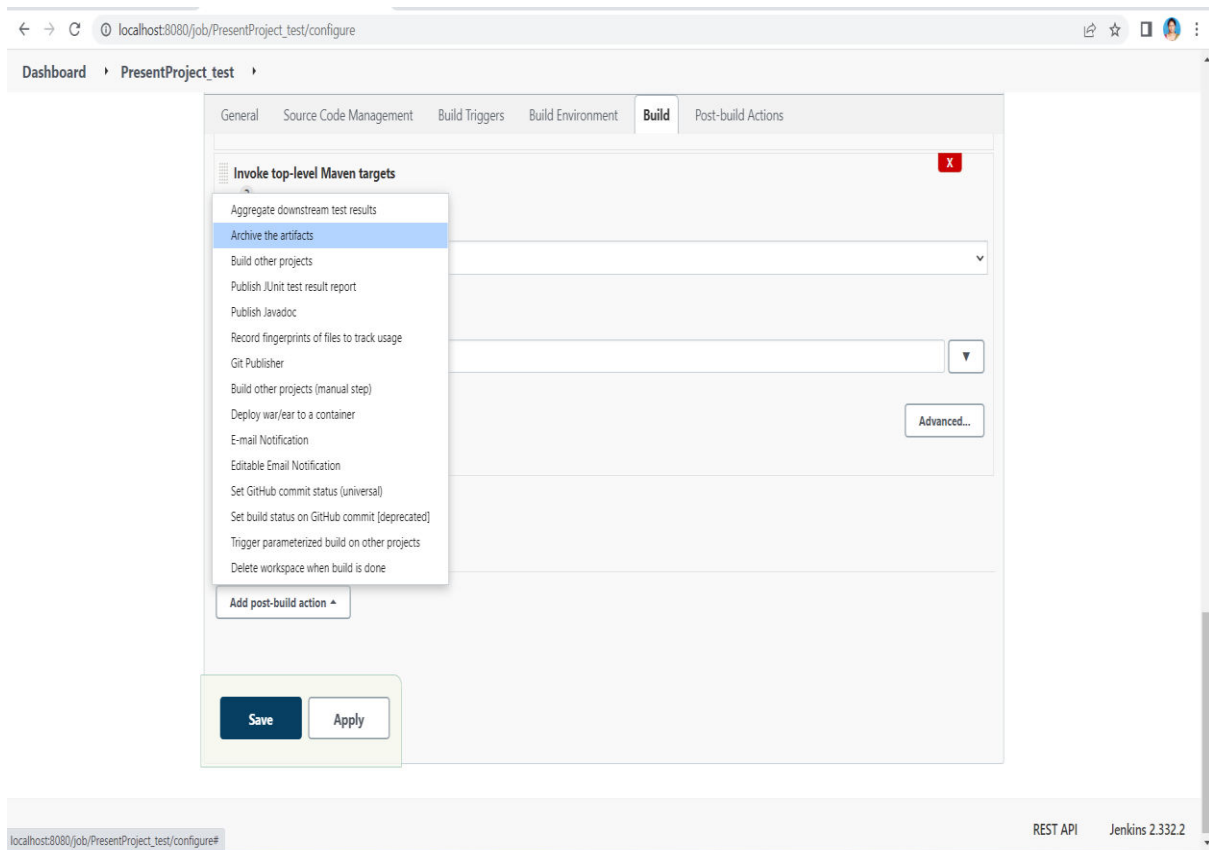 localhost:8080/job/PresentProject_test/configure
Dashboard PresentProject_test
General Source Code Management Build Triggers Build Environment Build Post-build Actions
Invoke top-level Maven targets
X
Aggregate downstream test results
Archive the artifacts
Build other projects
Publish JUnit test result report
Publish Javadoc
Record fingerprints of files to track usage
Git Publisher
Build other projects (manual step)
Deploy war/ear to a container
Advanced...
E-mail Notification
Editable Email Notification
Set GitHub commit status (universal)
Set build status on GitHub commit [deprecated]
Trigger parameterized build on other projects
Delete workspace when build is done
Add post-build action
Save Apply
REST API Jenkins 2.332.2
localhost:8080/job/PresentProject_test/configure#